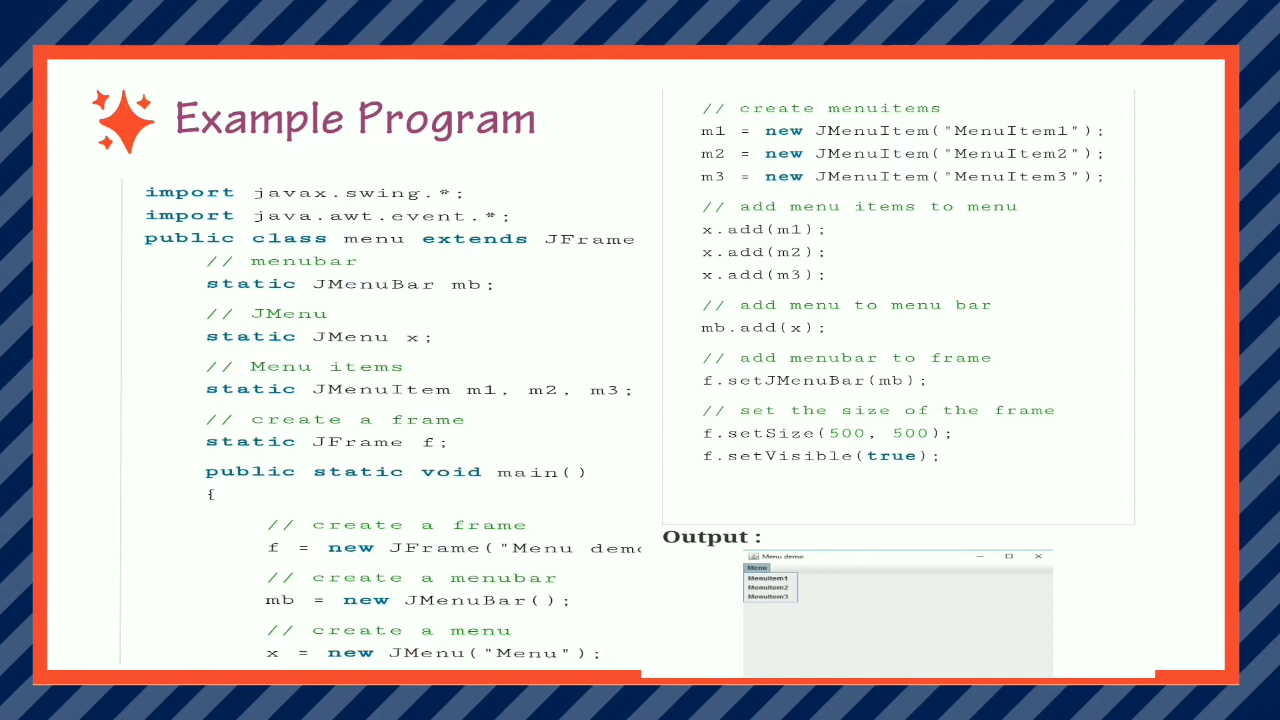 Example Program
import javax.swing.*;
import java.awt.event.*;
public class menu extends JFrame
// menubar
static JMenuBar mb;
// JMenu
static JMenu x;
// Menu items
static JMenuItem m1, m2, m3;
// create a frame
static JFrame f;
public static void main()
{
// create a frame
f = new JFrame("Menu demo
// create a menubar
mb = new JMenuBar();
// create a menu
x = new JMenu("Menu");
// create menuitems
m1 = new JMenuItem("MenuItem1");
m2 = new JMenuItem("MenuItem2");
m3 = new JMenuItem("MenuItem3");
// add menu items to menu
x.add(m1);
x.add(m2);
x.add(m3);
// add menu to menu bar
mb.add(x);
// add menubar to frame
f.setJMenuBar(mb);
// set the size of the frame
f.setSize(500, 500);
f.setVisible(true);
Output :
Menu demo
Menu
MenuItem1
MenuItem2
MenuItem3